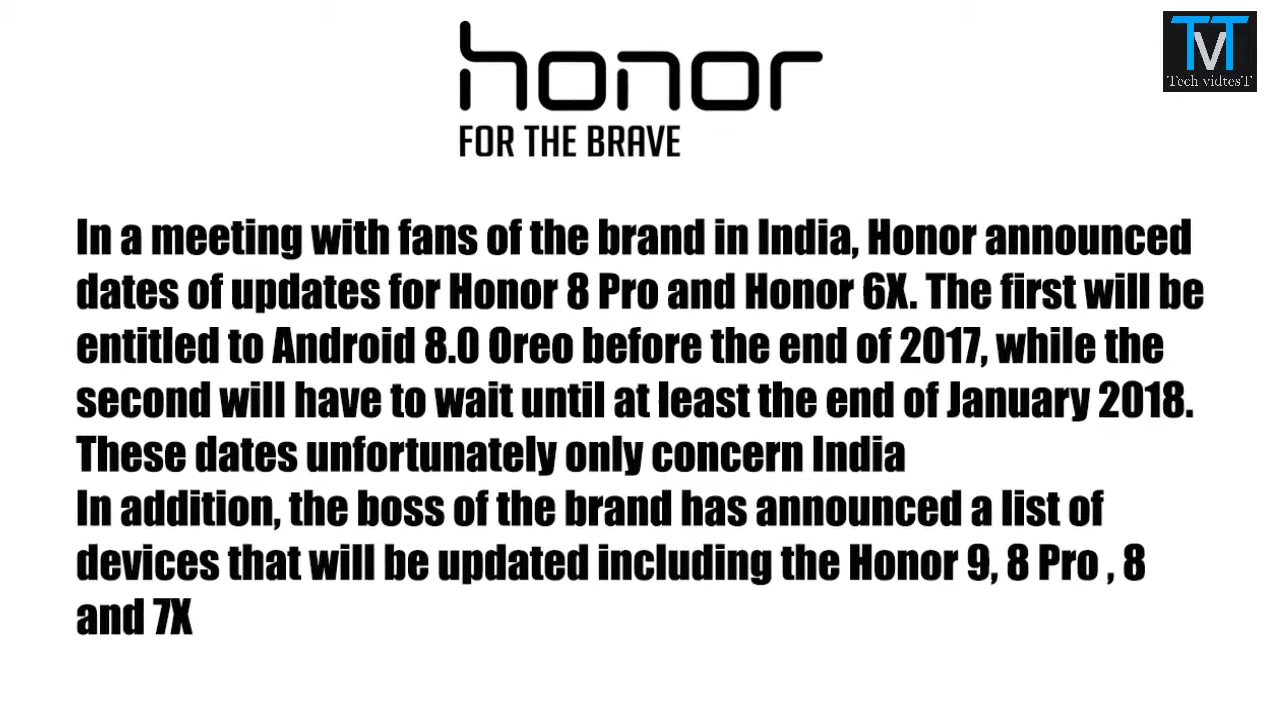 honor
FOR THE BRAVE
TVT
Tech vidtesT
In a meeting with fans of the brand in India, Honor announced
dates of updates for Honor 8 Pro and Honor 6X. The first will be
entitled to Android 8.0 Oreo before the end of 2017, while the
second will have to wait until at least the end of January 2018.
These dates unfortunately only concern India
In addition, the boss of the brand has announced a list of
devices that will be updated including the Honor 9, 8 Pro , 8
and 7X